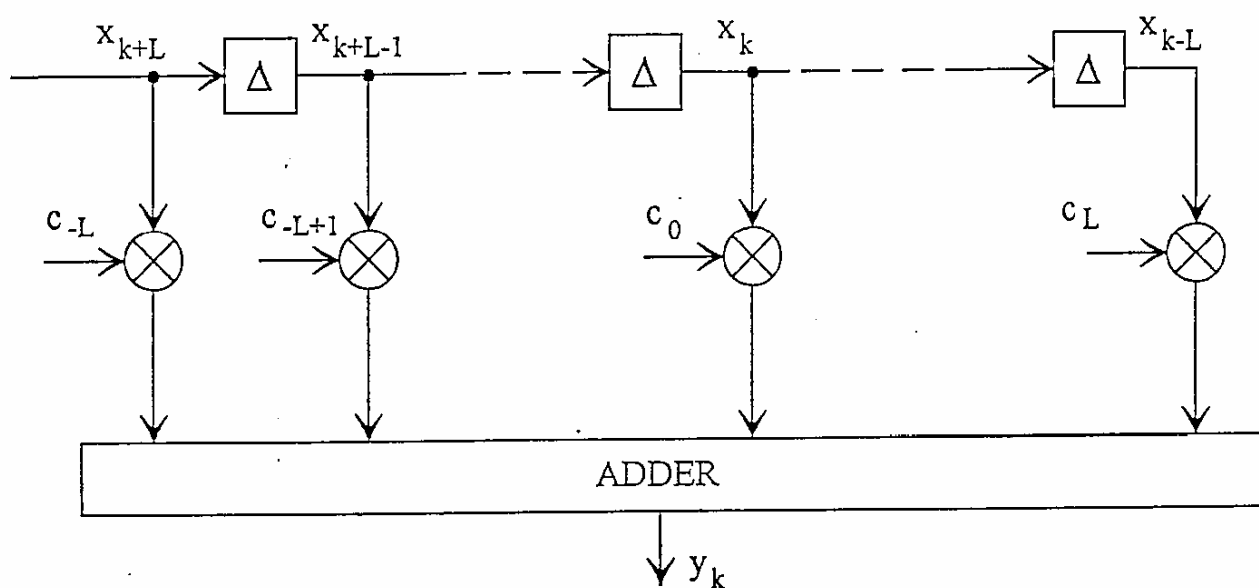 x_{k+L} x_{k+L-1} x_k x_{k-L}
Δ Δ Δ
c_{-L} c_{-L+1} c_0 c_L
ADDER
y_k